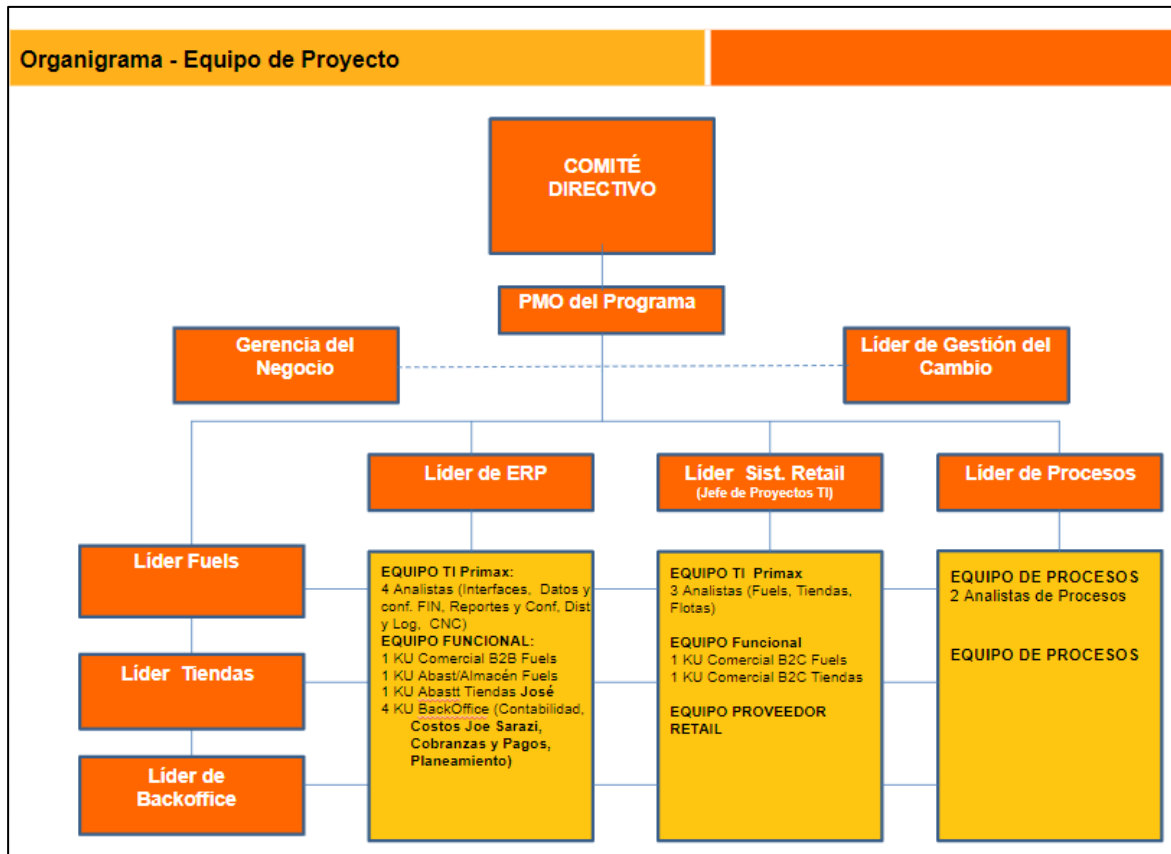 Organigrama - Equipo de Proyecto
COMITÉ
DIRECTIVO
PMO del Programa
Gerencia del
Negocio
Líder de Gestión del
Cambio
Líder de ERP
Líder Sist. Retail
(Jefe de Proyectos TI)
Líder de Procesos
Líder Fuels
Líder Tiendas
Líder de
Backoffice
EQUIPO TI Primax:
4 Analistas (Interfaces, Datos y
conf. FIN, Reportes y Conf, Dist
y Log, CNC)
EQUIPO FUNCIONAL:
1 KU Comercial B2B Fuels
1 KU Abast/Almacén Fuels
1 KU Abastt Tiendas José
4 KU BackOffice (Contabilidad,
Costos Joe Sarazi,
Cobranzas y Pagos,
Planeamiento)
EQUIPO TI Primax
3 Analistas (Fuels, Tiendas,
Flotas)
EQUIPO Funcional
1 KU Comercial B2C Fuels
1 KU Comercial B2C Tiendas
EQUIPO PROVEEDOR
RETAIL
EQUIPO DE PROCESOS
2 Analistas de Procesos
EQUIPO DE PROCESOS